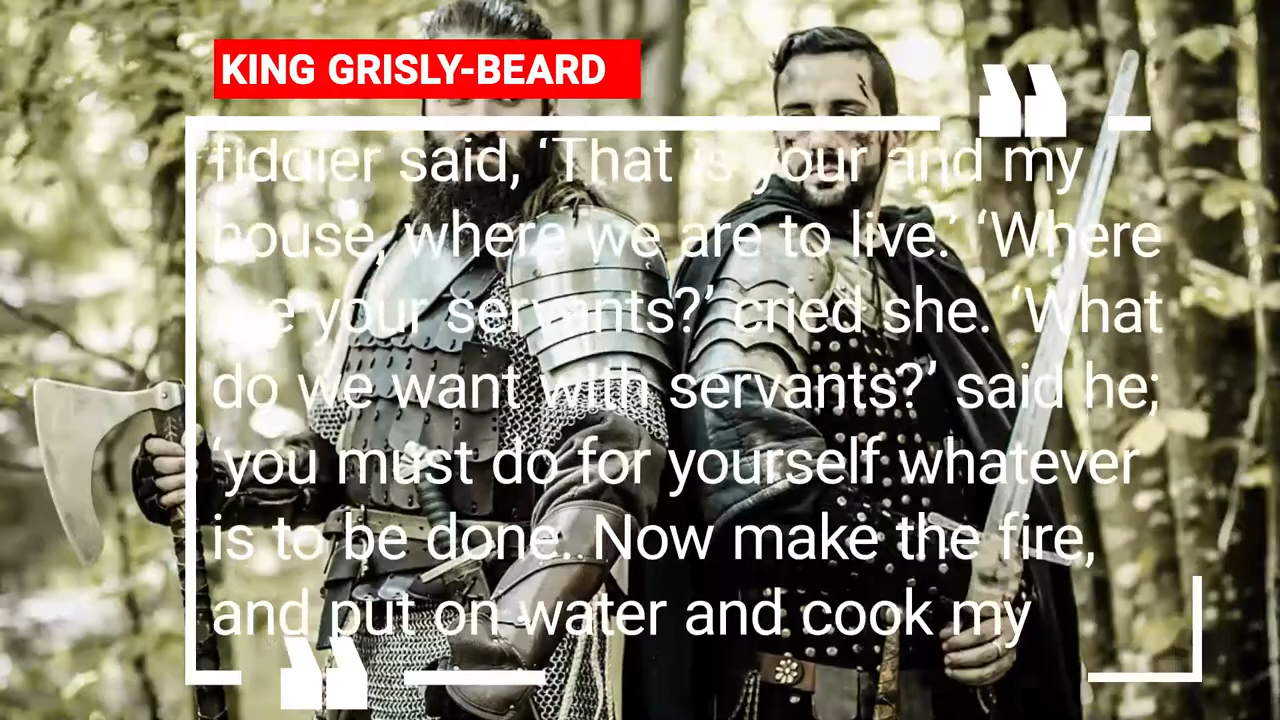 KING GRISLY-BEARD
fiddler said, ‘That is your and my
house, where we are to live.’ ‘Where
are your servants?’ cried she. ‘What
do we want with servants?’ said he;
‘you must do for yourself whatever
is to be done. Now make the fire,
and put on water and cook my